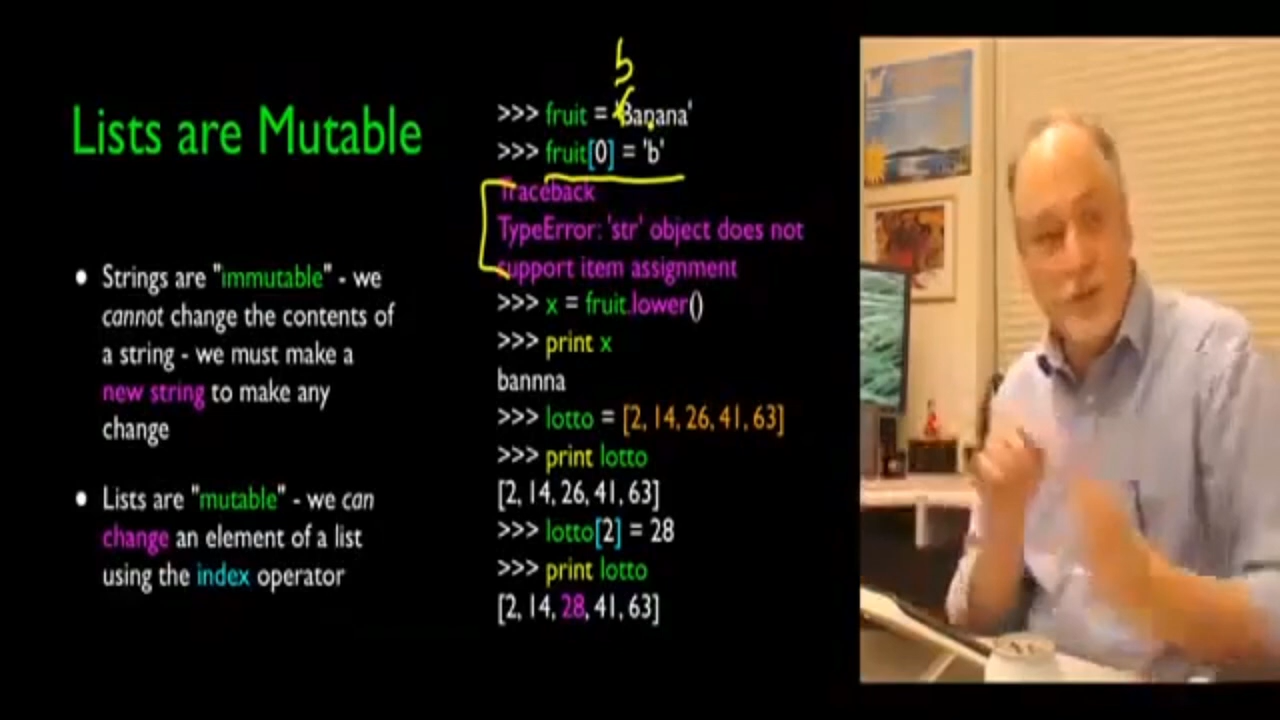 Lists are Mutable
• Strings are "immutable" - we
cannot change the contents of
a string - we must make a
new string to make any
change
• Lists are "mutable" - we can
change an element of a list
using the index operator
b
>>> fruit = 'Banana'
>>> fruit[0] = 'b'
Traceback
TypeError: 'str' object does not
support item assignment
>>> x = fruit.lower()
>>> print x
bannna
>>> lotto = [2, 14, 26, 41, 63]
>>> print lotto
[2, 14, 26, 41, 63]
>>> lotto[2] = 28
>>> print lotto
[2, 14, 28, 41, 63]